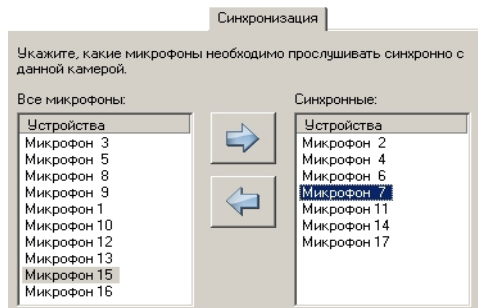 Синхронизация
Укажите, какие микрофоны необходимо прослушивать синхронно с
данной камерой.
Все микрофоны:
Устройства
Микрофон 3
Микрофон 5
Микрофон 8
Микрофон 9
Микрофон 1
Микрофон 10
Микрофон 12
Микрофон 13
Микрофон 15
Микрофон 16
Синхронные:
Устройства
Микрофон 2
Микрофон 4
Микрофон 6
Микрофон 7
Микрофон 11
Микрофон 14
Микрофон 17